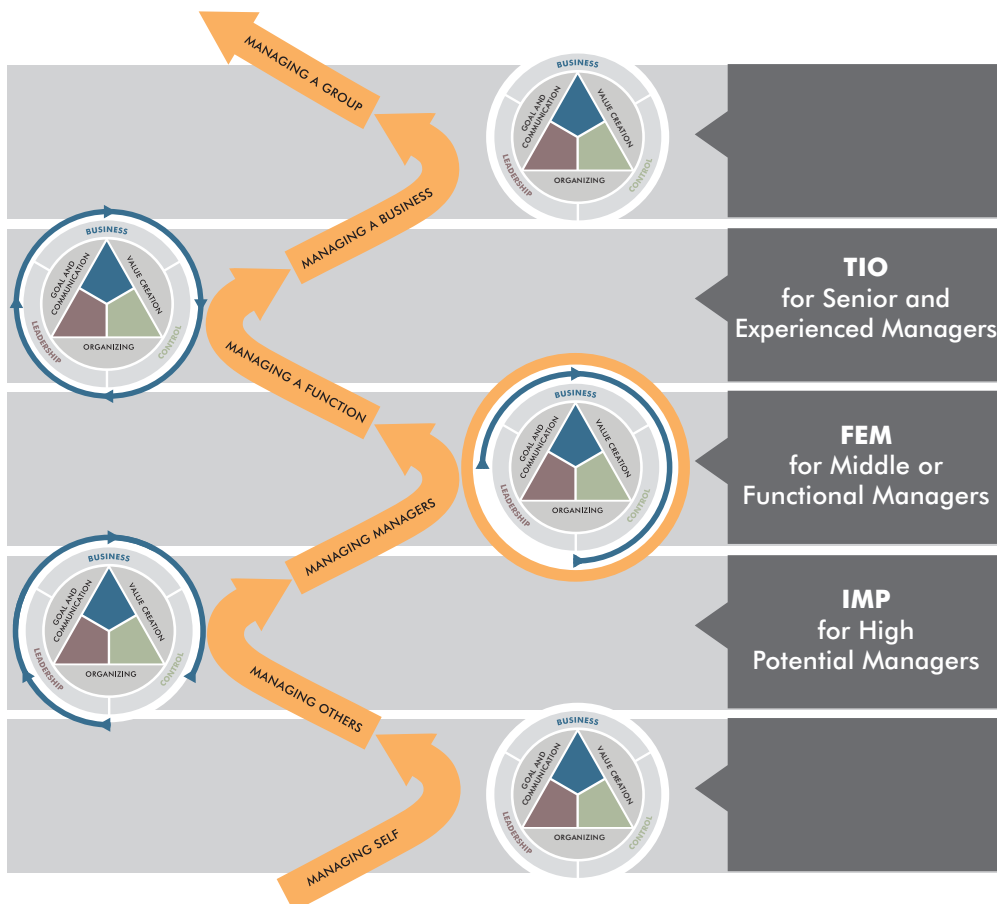 MANAGING A GROUP
BUSINESS
GOAL AND
COMMUNICATION
VALUE CREATION
LEADERSHIP
CONTROL
ORGANIZING
MANAGING A BUSINESS
BUSINESS
GOAL AND
COMMUNICATION
VALUE CREATION
LEADERSHIP
CONTROL
ORGANIZING
TIO
for Senior and
Experienced Managers
MANAGING A FUNCTION
BUSINESS
GOAL AND
COMMUNICATION
VALUE CREATION
LEADERSHIP
CONTROL
ORGANIZING
FEM
for Middle or
Functional Managers
MANAGING MANAGERS
BUSINESS
GOAL AND
COMMUNICATION
VALUE CREATION
LEADERSHIP
CONTROL
ORGANIZING
IMP
for High
Potential Managers
MANAGING OTHERS
BUSINESS
GOAL AND
COMMUNICATION
VALUE CREATION
LEADERSHIP
CONTROL
ORGANIZING
MANAGING SELF